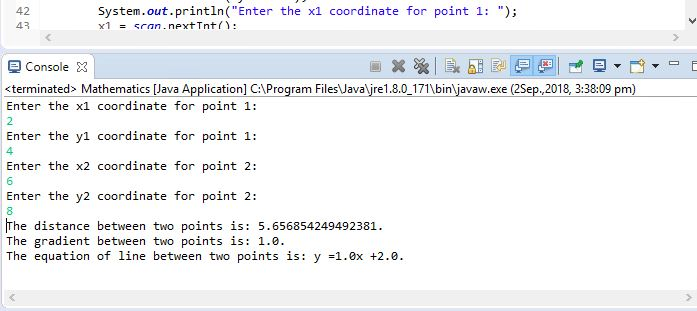 42 System.out.println("Enter the x1 coordinate for point 1: ");
43 x1 = scan.nextInt();
Console
<terminated> Mathematics [Java Application] C:\Program Files\Java\jre1.8.0_171\bin\javaw.exe (2Sep.,2018, 3:38:09 pm)
Enter the x1 coordinate for point 1:
2
Enter the y1 coordinate for point 1:
4
Enter the x2 coordinate for point 2:
6
Enter the y2 coordinate for point 2:
8
The distance between two points is: 5.656854249492381.
The gradient between two points is: 1.0.
The equation of line between two points is: y =1.0x +2.0.